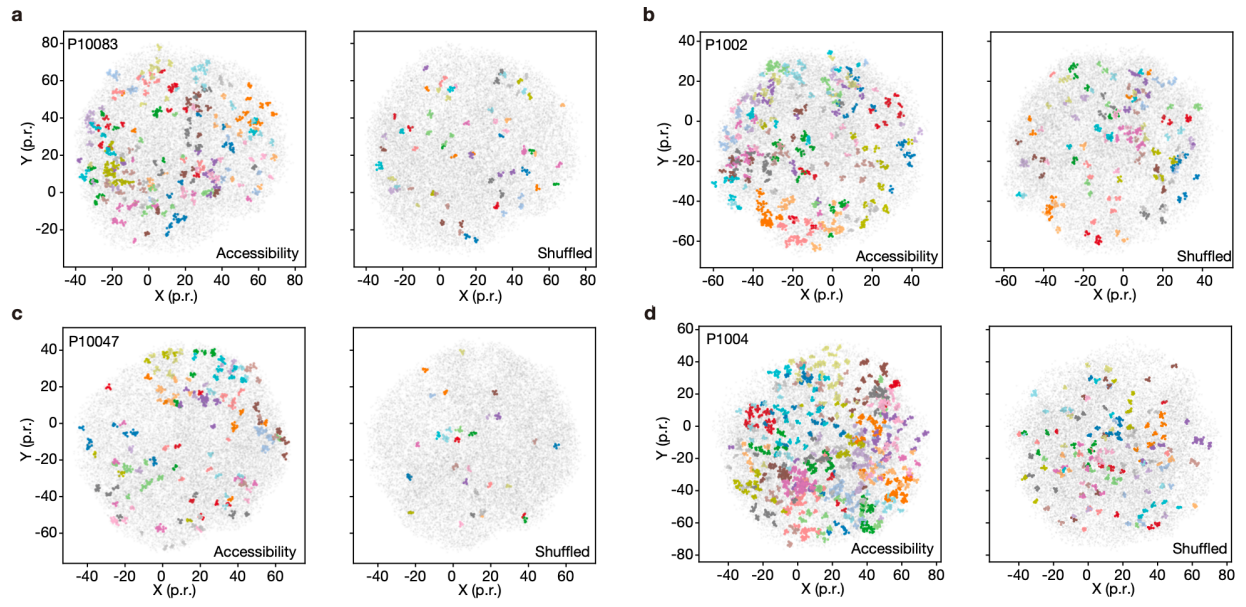 a
P10083
80
60
40
20
0
-20
Y (p.r.)
Accessibility
-40 -20 0 20 40 60 80
X (p.r.)
Shuffled
-40 -20 0 20 40 60 80
X (p.r.)
b
P1002
40
20
0
-20
-40
-60
Y (p.r.)
Accessibility
-60 -40 -20 0 20 40
X (p.r.)
Shuffled
-60 -40 -20 0 20 40
X (p.r.)
c
P10047
40
20
0
-20
-40
-60
Y (p.r.)
Accessibility
-40 -20 0 20 40 60
X (p.r.)
Shuffled
-40 -20 0 20 40 60
X (p.r.)
d
P1004
60
40
20
0
-20
-40
-60
-80
Y (p.r.)
Accessibility
-40 -20 0 20 40 60 80
X (p.r.)
Shuffled
-40 -20 0 20 40 60 80
X (p.r.)